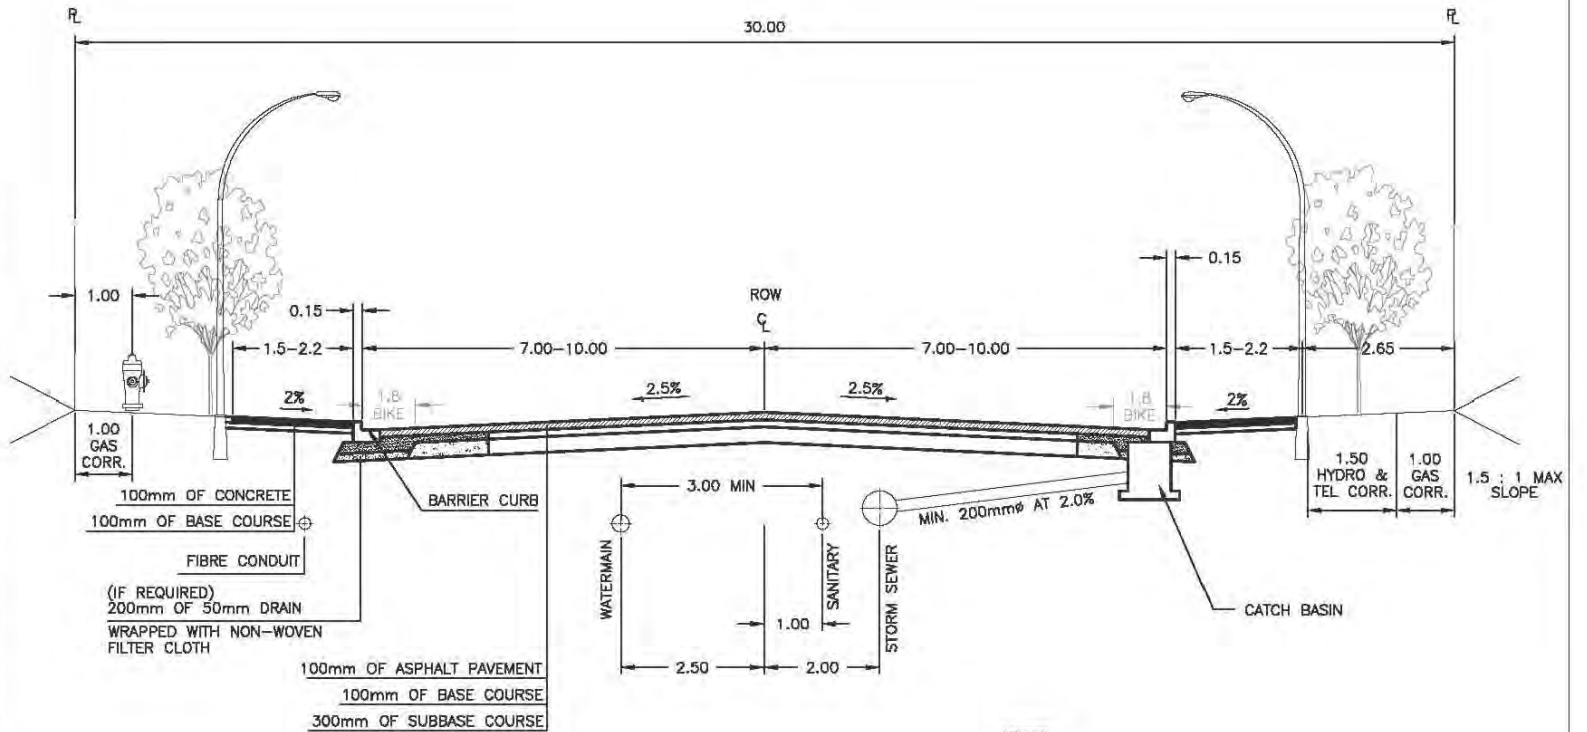 PL
PL
30.00
0.15
1.00
ROW
CL
0.15
1.5-2.2
7.00-10.00
7.00-10.00
1.5-2.2
2.65
2%
1.8
BIKE
2.5%
2.5%
1.8
BIKE
2%
1.00
GAS
CORR.
1.50
HYDRO &
TEL CORR.
1.00
GAS
CORR.
1.5 : 1 MAX
SLOPE
100mm OF CONCRETE
100mm OF BASE COURSE
FIBRE CONDUIT
BARRIER CURB
3.00 MIN
MIN. 200mmø AT 2.0%
WATERMAIN
SANITARY
STORM SEWER
CATCH BASIN
(IF REQUIRED)
200mm OF 50mm DRAIN
WRAPPED WITH NON-WOVEN
FILTER CLOTH
1.00
2.50
2.00
100mm OF ASPHALT PAVEMENT
100mm OF BASE COURSE
300mm OF SUBBASE COURSE